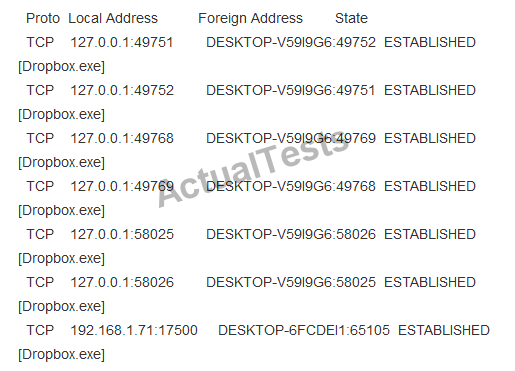 Proto Local Address Foreign Address State
TCP 127.0.0.1:49751 DESKTOP-V59I9G6:49752 ESTABLISHED
[Dropbox.exe]
TCP 127.0.0.1:49752 DESKTOP-V59I9G6:49751 ESTABLISHED
[Dropbox.exe]
TCP 127.0.0.1:49768 DESKTOP-V59I9G6:49769 ESTABLISHED
[Dropbox.exe]
TCP 127.0.0.1:49769 DESKTOP-V59I9G6:49768 ESTABLISHED
[Dropbox.exe]
TCP 127.0.0.1:58025 DESKTOP-V59I9G6:58026 ESTABLISHED
[Dropbox.exe]
TCP 127.0.0.1:58026 DESKTOP-V59I9G6:58025 ESTABLISHED
[Dropbox.exe]
TCP 192.168.1.71:17500 DESKTOP-6FCDEI1:65105 ESTABLISHED
[Dropbox.exe]
ActualTests